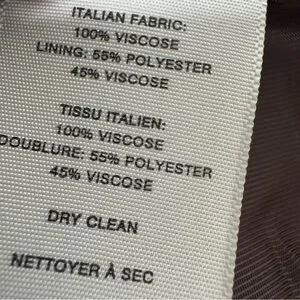 ITALIAN FABRIC:
100% VISCOSE
LINING: 55% POLYESTER
45% VISCOSE
TISSU ITALIEN:
100% VISCOSE
DOUBLURE: 55% POLYESTER
45% VISCOSE
DRY CLEAN
NETTOYER À SEC